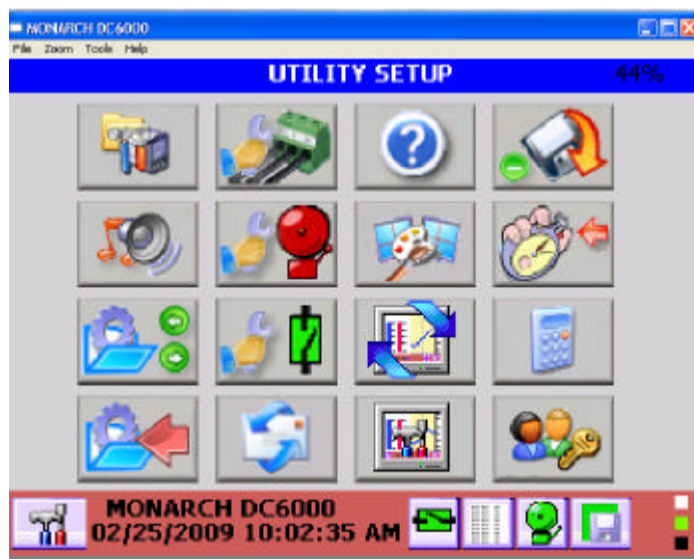 MONARCH DC6000
File Zoom Tools Help
UTILITY SETUP 44%
MONARCH DC6000
02/25/2009 10:02:35 AM